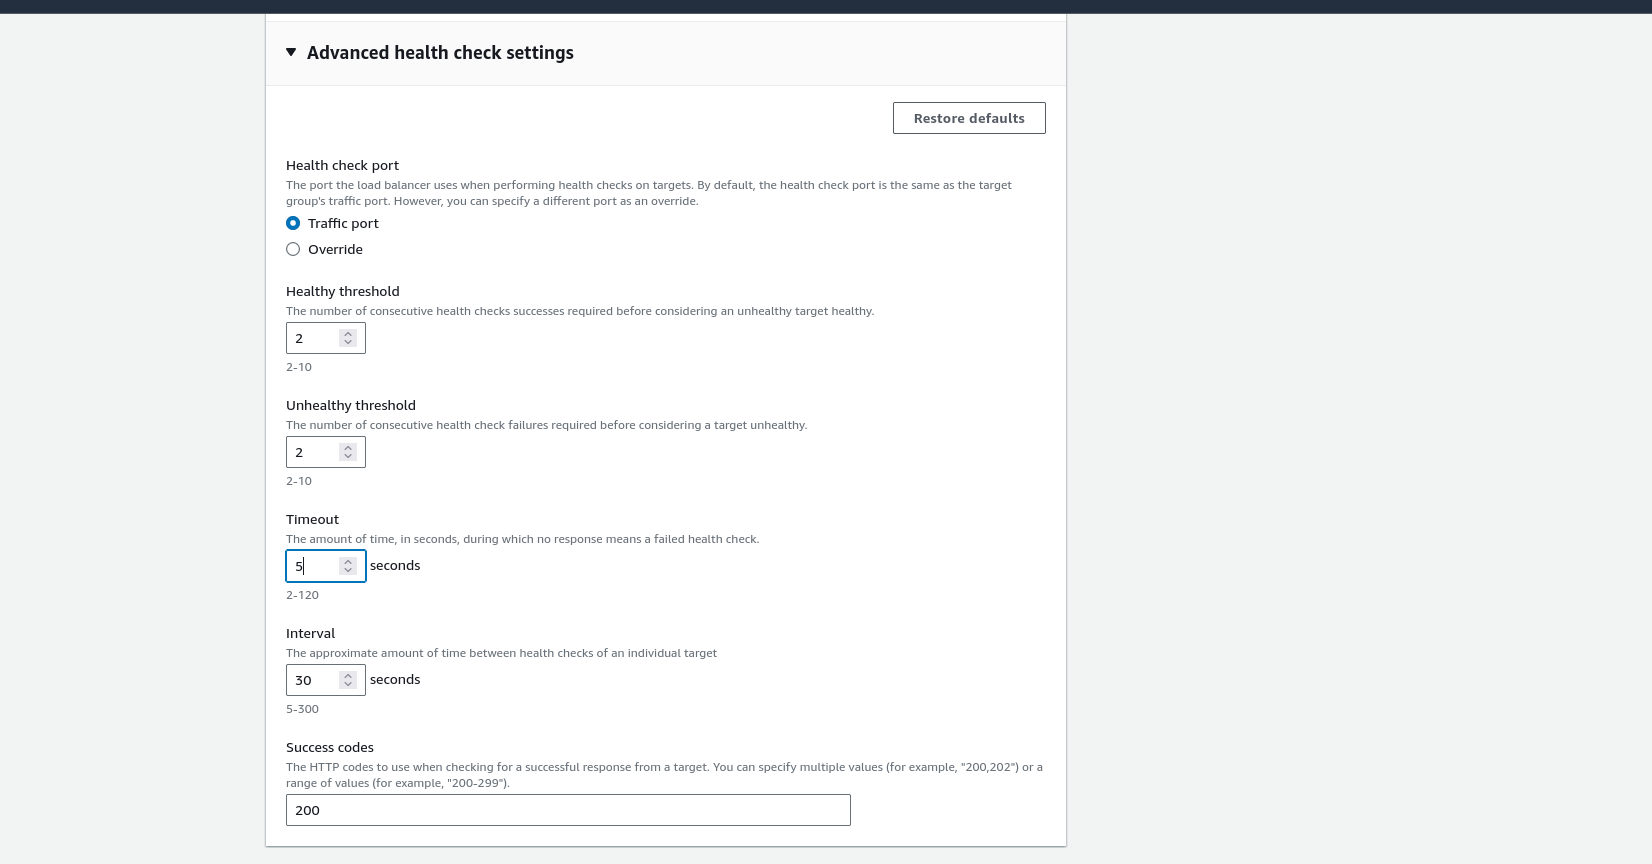 Advanced health check settings
Restore defaults
Health check port
The port the load balancer uses when performing health checks on targets. By default, the health check port is the same as the target
group's traffic port. However, you can specify a different port as an override.
Traffic port
Override
Healthy threshold
The number of consecutive health checks successes required before considering an unhealthy target healthy.
2
2-10
Unhealthy threshold
The number of consecutive health check failures required before considering a target unhealthy.
2
2-10
Timeout
The amount of time, in seconds, during which no response means a failed health check.
5 seconds
2-120
Interval
The approximate amount of time between health checks of an individual target
30 seconds
5-300
Success codes
The HTTP codes to use when checking for a successful response from a target. You can specify multiple values (for example, "200,202") or a
range of values (for example, "200-299").
200